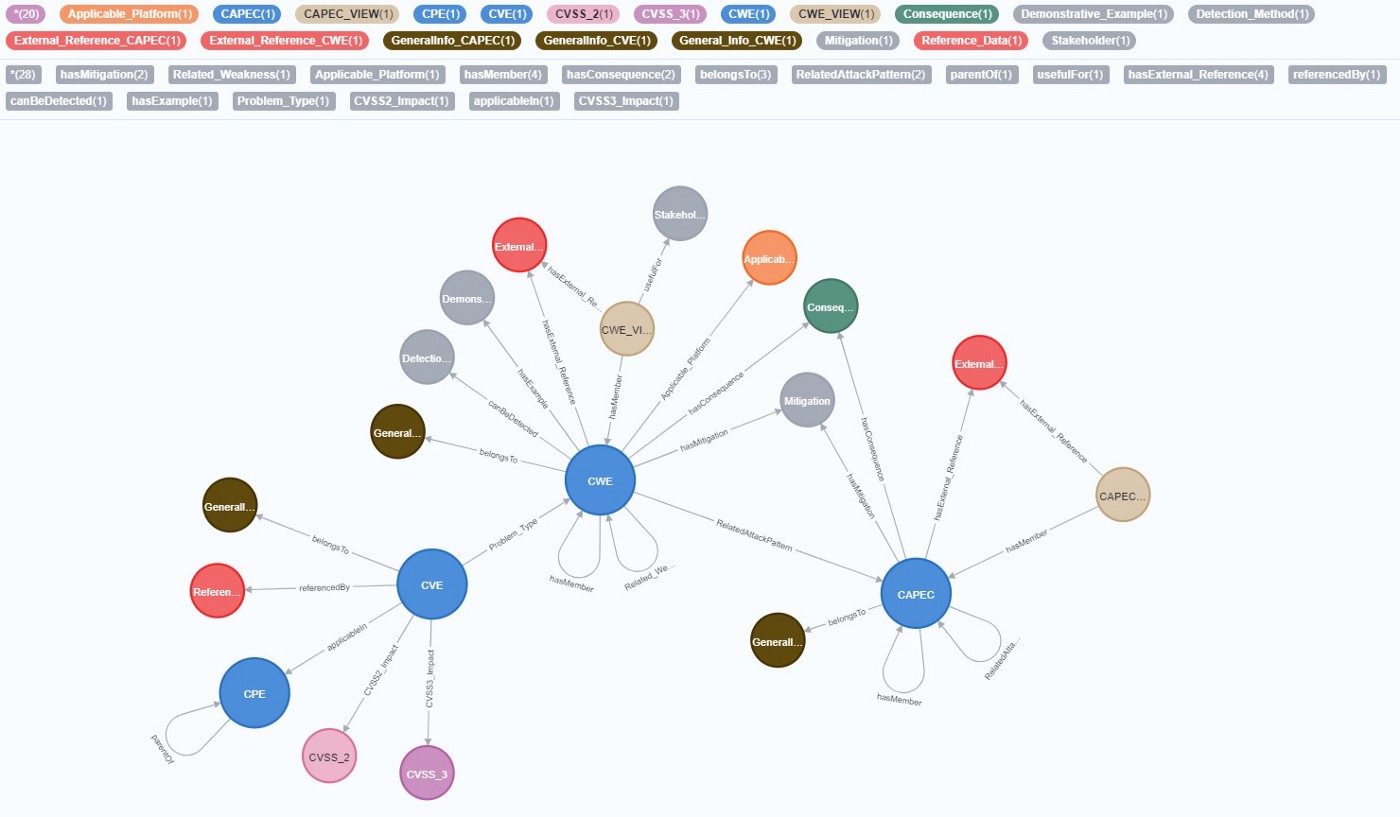 *(20) Applicable_Platform(1) CAPEC(1) CAPEC_VIEW(1) CPE(1) CVE(1) CVSS_2(1) CVSS_3(1) CWE(1) CWE_VIEW(1) Consequence(1) Demonstrative_Example(1) Detection_Method(1)
External_Reference_CAPEC(1) External_Reference_CWE(1) GeneralInfo_CAPEC(1) GeneralInfo_CVE(1) General_Info_CWE(1) Mitigation(1) Reference_Data(1) Stakeholder(1)
*(28) hasMitigation(2) Related_Weakness(1) Applicable_Platform(1) hasMember(4) hasConsequence(2) belongsTo(3) RelatedAttackPattern(2) parentOf(1) usefulFor(1) hasExternal_Reference(4) referencedBy(1)
canBeDetected(1) hasExample(1) Problem_Type(1) CVSS2_Impact(1) applicableIn(1) CVSS3_Impact(1)
Stakehol...
External...
Applicab...
usefulFor
hasExternal_Re...
Demons...
Conseq...
CWE_VI...
Detectio...
External...
hasExternal_Reference
Applicable_Platform
hasExample
hasMember
hasConsequence
Mitigation
canBeDetected
General...
hasMitigation
hasConsequence
hasExternal_Reference
belongsTo
hasExternal_Reference
CWE
hasMitigation
CAPEC...
GeneralI...
Problem_Type
RelatedAttackPattern
belongsTo
hasMember
hasMember
Related_We...
CVE
referencedBy
Referen...
CAPEC
applicableIn
belongsTo
GeneralI...
RelatedAtta...
CVSS2_Impact
CVSS3_Impact
CPE
hasMember
parentOf
CVSS_2
CVSS_3